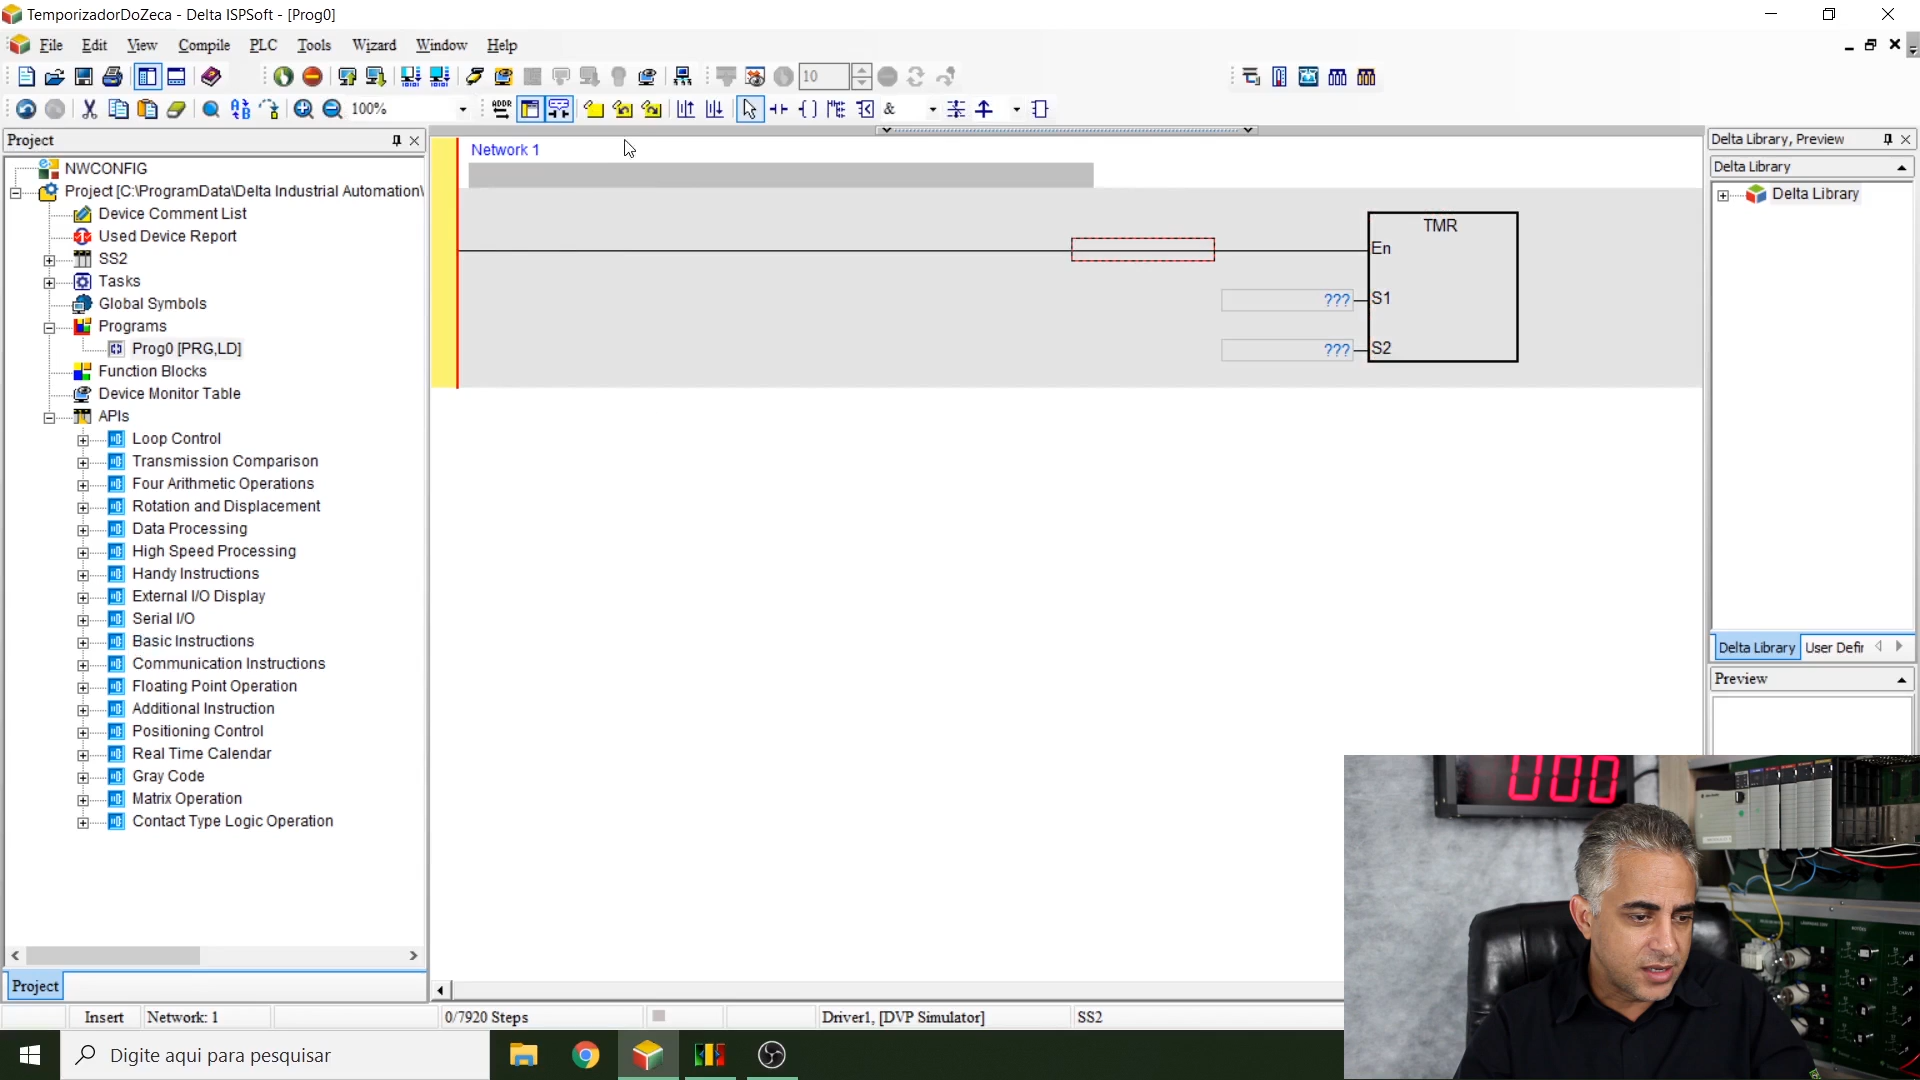 TemporizadorDoZeca - Delta ISPSoft - [Prog0]
File Edit View Compile PLC Tools Wizard Window Help
10
100%
ADDR
&
Project
NWCONFIG
Project [C:\ProgramData\Delta Industrial Automation\
Device Comment List
Used Device Report
SS2
Tasks
Global Symbols
Programs
Prog0 [PRG,LD]
Function Blocks
Device Monitor Table
APIs
Loop Control
Transmission Comparison
Four Arithmetic Operations
Rotation and Displacement
Data Processing
High Speed Processing
Handy Instructions
External I/O Display
Serial I/O
Basic Instructions
Communication Instructions
Floating Point Operation
Additional Instruction
Positioning Control
Real Time Calendar
Gray Code
Matrix Operation
Contact Type Logic Operation
Project
Network 1
TMR
En
??? S1
??? S2
Delta Library, Preview
Delta Library
Delta Library
Delta Library User Defir
Preview
000
Insert Network: 1 0/7920 Steps Driver1, [DVP Simulator] SS2
Digite aqui para pesquisar